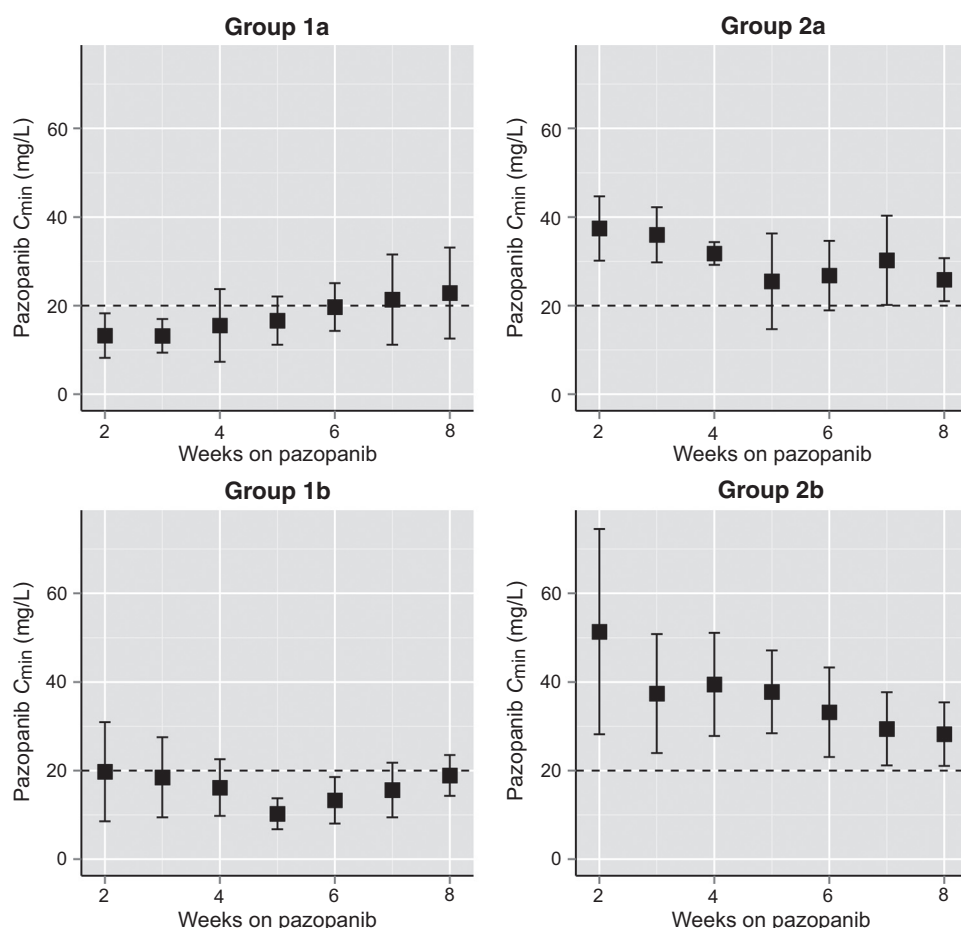 Group 1a
Pazopanib Cmin (mg/L)
60
40
20
0
2 4 6 8
Weeks on pazopanib
Group 2a
Pazopanib Cmin (mg/L)
60
40
20
0
2 4 6 8
Weeks on pazopanib
Group 1b
Pazopanib Cmin (mg/L)
60
40
20
0
2 4 6 8
Weeks on pazopanib
Group 2b
Pazopanib Cmin (mg/L)
60
40
20
0
2 4 6 8
Weeks on pazopanib